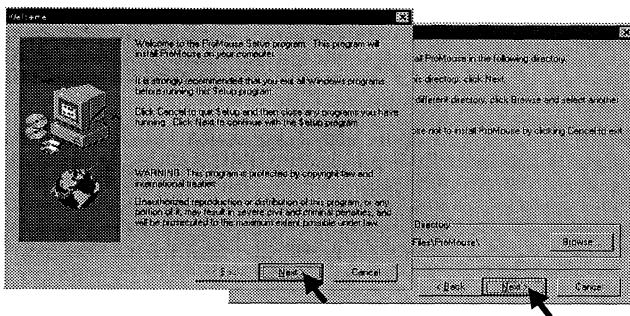 Welcome
Welcome to the ProMouse Setup program. This program will
install ProMouse on your computer.
It is strongly recommended that you exit all Windows programs
before running this Setup program.
Click Cancel to quit Setup and then close any programs you have
running. Click Next to continue with the Setup program.
WARNING: This program is protected by copyright law and
international treaties.
Unauthorized reproduction or distribution of this program, or any
portion of it, may result in severe civil and criminal penalties, and
will be prosecuted to the maximum extent possible under law.
Next >
Cancel
all ProMouse in the following directory.
is directory, click Next.
different directory, click Browse and select another
ose not to install ProMouse by clicking Cancel to exit
Directory
Files\ProMouse\
Browse...
< Back
Next >
Cancel